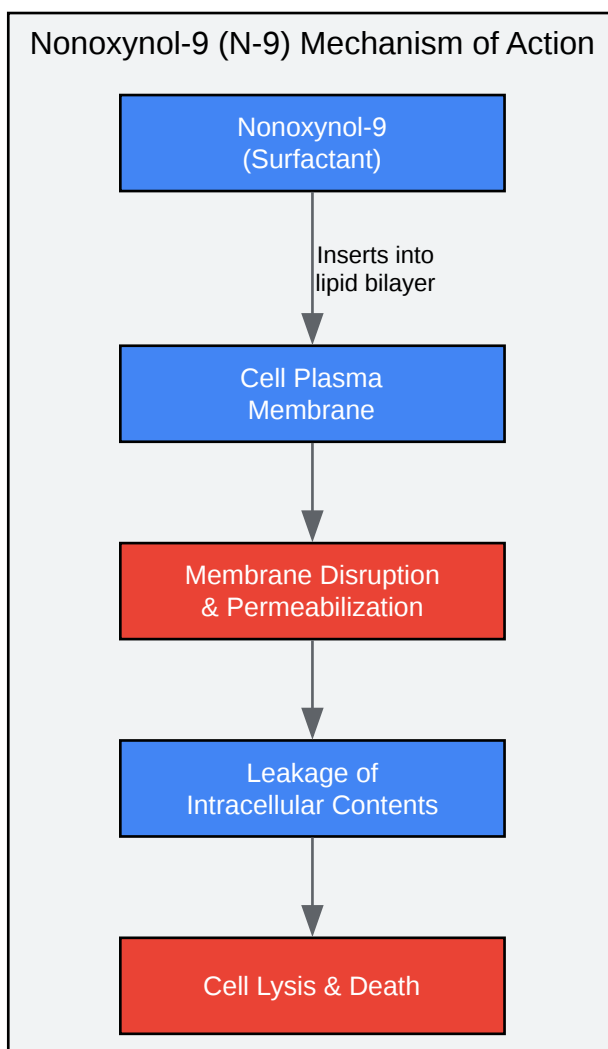 Nonoxynol-9 (N-9) Mechanism of Action
Nonoxynol-9
(Surfactant)
Inserts into
lipid bilayer
Cell Plasma
Membrane
Membrane Disruption
& Permeabilization
Leakage of
Intracellular Contents
Cell Lysis & Death